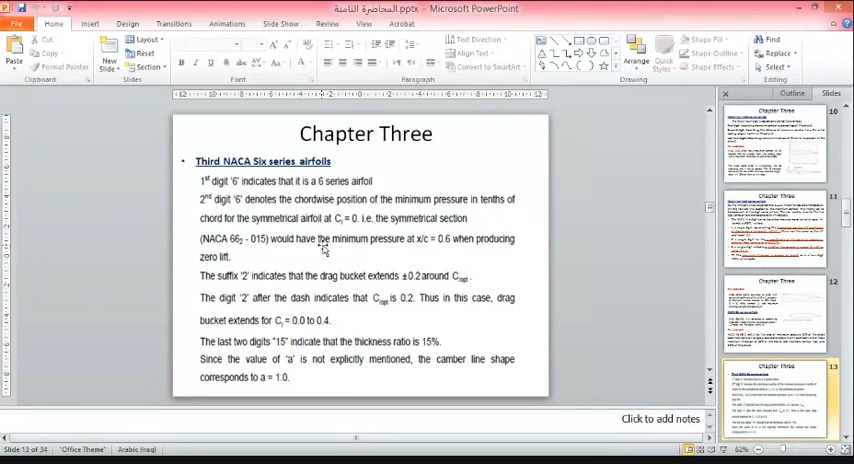 المحاضرة الثامنة.pptx - Microsoft PowerPoint
File Home Insert Design Transitions Animations Slide Show Review View Acrobat
Cut
Copy
Format Painter
Paste
Clipboard
New Slide
Layout
Reset
Section
Slides
Font
Text Direction
Align Text
Convert to SmartArt
Paragraph
Arrange
Quick Styles
Shape Fill
Shape Outline
Shape Effects
Drawing
Find
Replace
Select
Editing
Chapter Three
• Third NACA Six series airfoils
1st digit '6' indicates that it is a 6 series airfoil
2nd digit '6' denotes the chordwise position of the minimum pressure in tenths of
chord for the symmetrical airfoil at Cl = 0. i.e. the symmetrical section
(NACA 662 - 015) would have the minimum pressure at x/c = 0.6 when producing
zero lift.
The suffix '2' indicates that the drag bucket extends ±0.2 around Clopt.
The digit '2' after the dash indicates that Clopt is 0.2. Thus in this case, drag
bucket extends for Cl = 0.0 to 0.4.
The last two digits "15" indicate that the thickness ratio is 15%.
Since the value of 'a' is not explicitly mentioned, the camber line shape
corresponds to a = 1.0.
Outline Slides
10
Chapter Three
11
Chapter Three
12
Chapter Three
13
Chapter Three
Click to add notes
Slide 13 of 34 "Office Theme" Arabic (Iraq) 62%